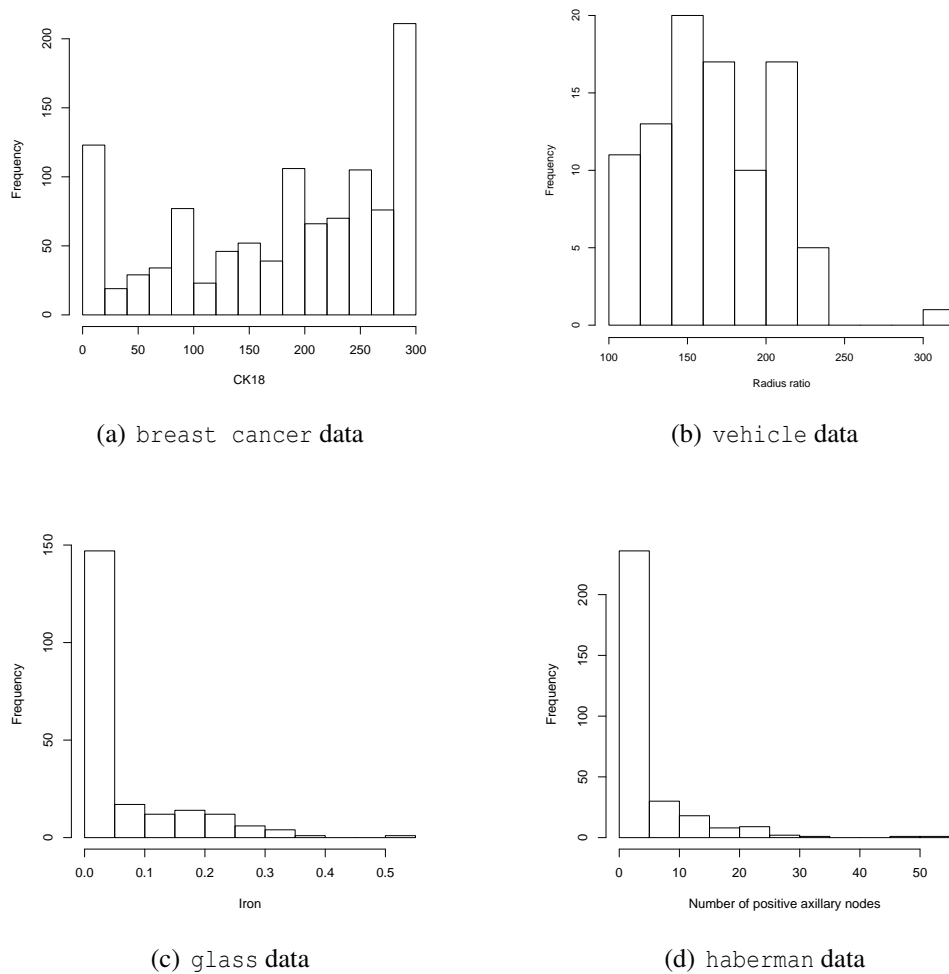 200
150
100
50
0
Frequency
0 50 100 150 200 250 300
CK18
(a) breast cancer data
20
15
10
5
0
Frequency
100 150 200 250 300
Radius ratio
(b) vehicle data
150
100
50
0
Frequency
0.0 0.1 0.2 0.3 0.4 0.5
Iron
(c) glass data
200
150
100
50
0
Frequency
0 10 20 30 40 50
Number of positive axillary nodes
(d) haberman data